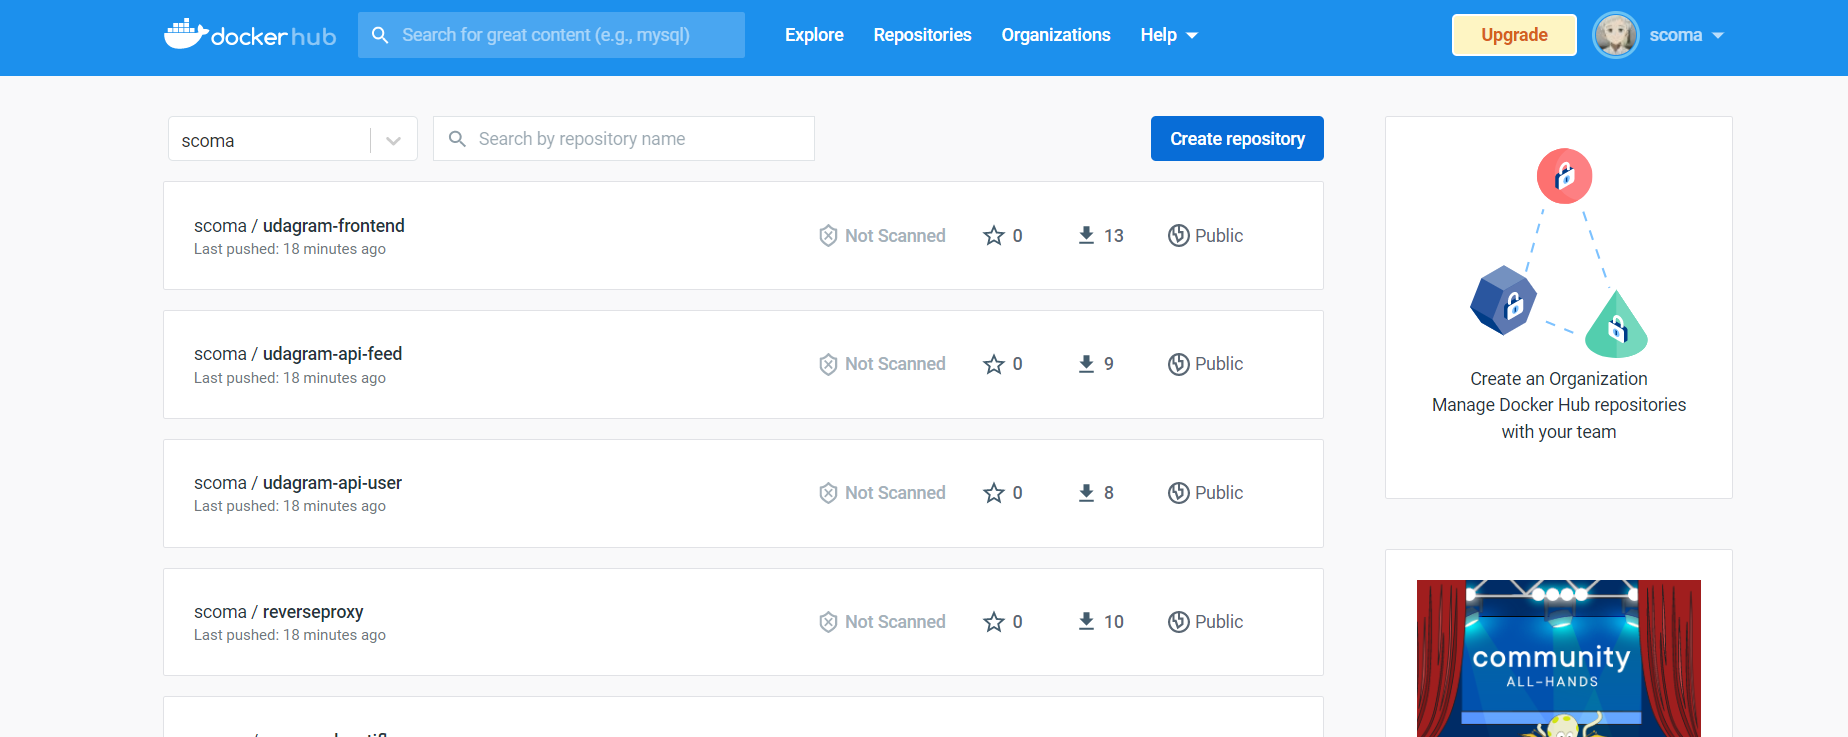 docker hub
Search for great content (e.g., mysql)
Explore
Repositories
Organizations
Help
Upgrade
scoma
scoma
Search by repository name
Create repository
scoma / udagram-frontend
Last pushed: 18 minutes ago
Not Scanned
0
13
Public
scoma / udagram-api-feed
Last pushed: 18 minutes ago
Not Scanned
0
9
Public
scoma / udagram-api-user
Last pushed: 18 minutes ago
Not Scanned
0
8
Public
scoma / reverseproxy
Last pushed: 18 minutes ago
Not Scanned
0
10
Public
Create an Organization
Manage Docker Hub repositories
with your team
community
ALL-HANDS